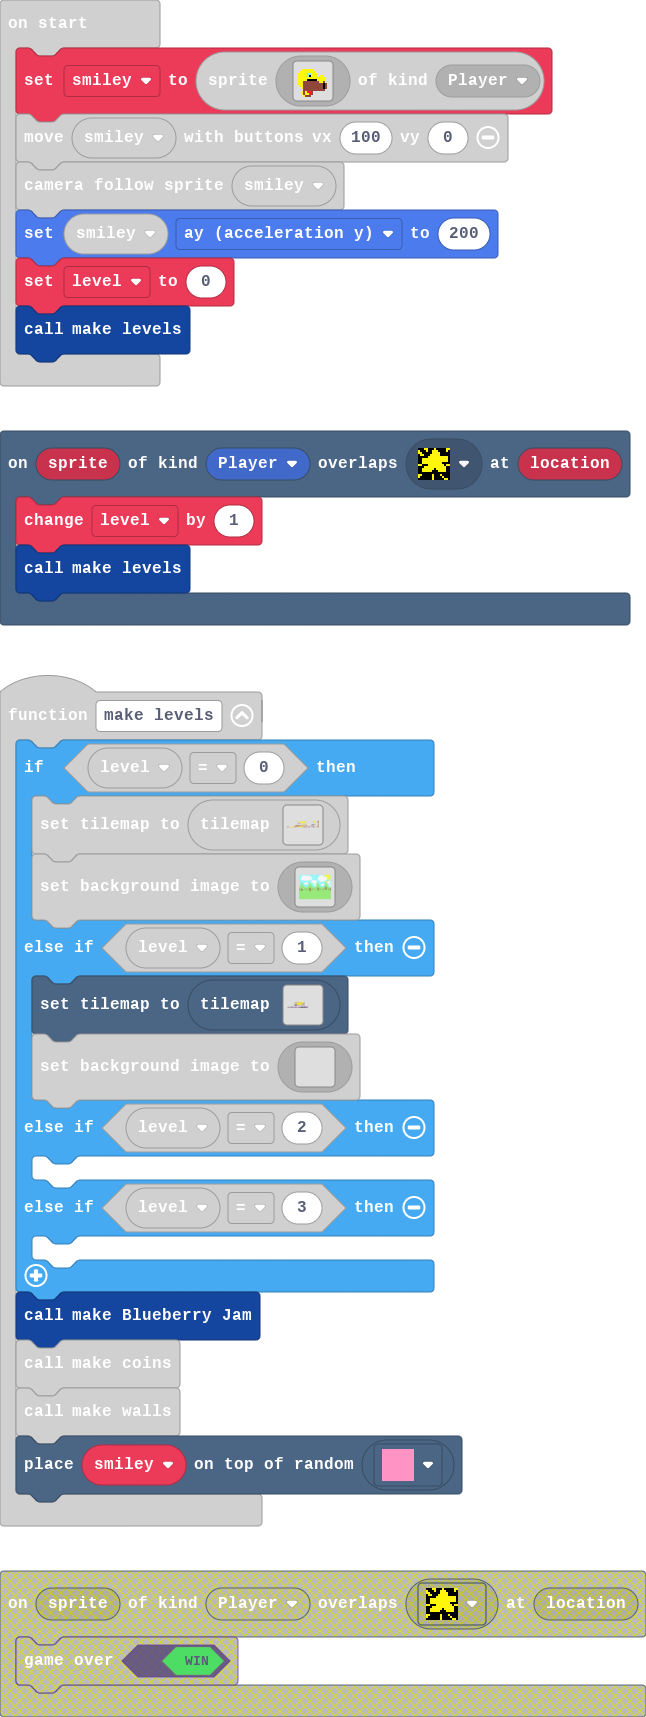 on start
set smiley to sprite of kind Player
move smiley with buttons vx 100 vy 0
camera follow sprite smiley
set smiley ay (acceleration y) to 200
set level to 0
call make levels
on sprite of kind Player overlaps at location
change level by 1
call make levels
function make levels
if level = 0 then
set tilemap to tilemap
set background image to
else if level = 1 then
set tilemap to tilemap
set background image to
else if level = 2 then
else if level = 3 then
call make Blueberry Jam
call make coins
call make walls
place smiley on top of random
on sprite of kind Player overlaps at location
game over WIN